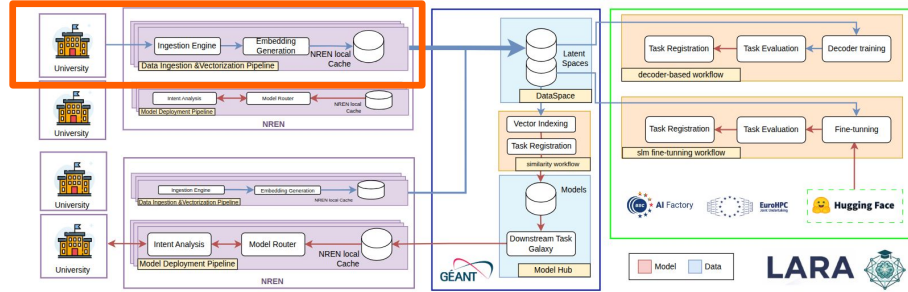 University
Ingestion Engine
Embedding
Generation
NREN local
Cache
Data Ingestion &Vectorization Pipeline
University
Intent Analysis
Model Router
NREN local
Cache
Model Deployment Pipeline
NREN
University
Ingestion Engine
Embedding Generation
NREN local Cache
Data Ingestion &Vectorization Pipeline
University
Intent Analysis
Model Router
NREN local
Cache
Model Deployment Pipeline
NREN
Latent
Spaces
DataSpace
Vector Indexing
Task Registration
similarity workflow
Models
Downstream Task
Galaxy
Model Hub
GÉANT
Task Registration
Task Evaluation
Decoder training
decoder-based workflow
Task Registration
Task Evaluation
Fine-tunning
slm fine-tunning workflow
AI Factory
EuroHPC
Joint Undertaking
Hugging Face
Model
Data
LARA